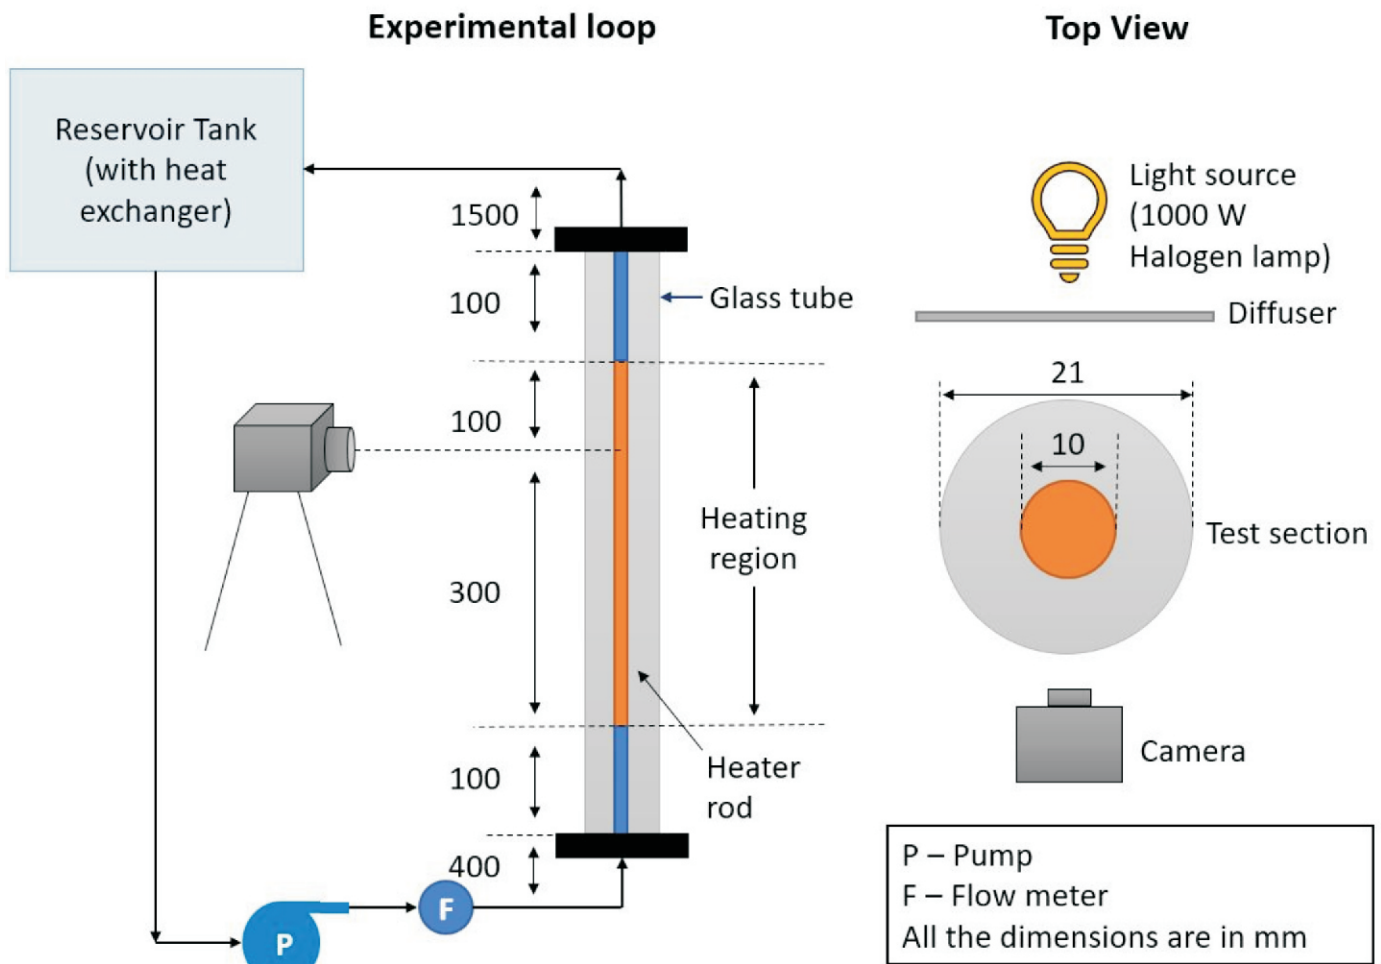 Experimental loop
Top View
Reservoir Tank
(with heat
exchanger)
1500
100
Glass tube
100
300
Heating
region
100
Heater
rod
400
F
P
Light source
(1000 W
Halogen lamp)
Diffuser
21
10
Test section
Camera
P – Pump
F – Flow meter
All the dimensions are in mm